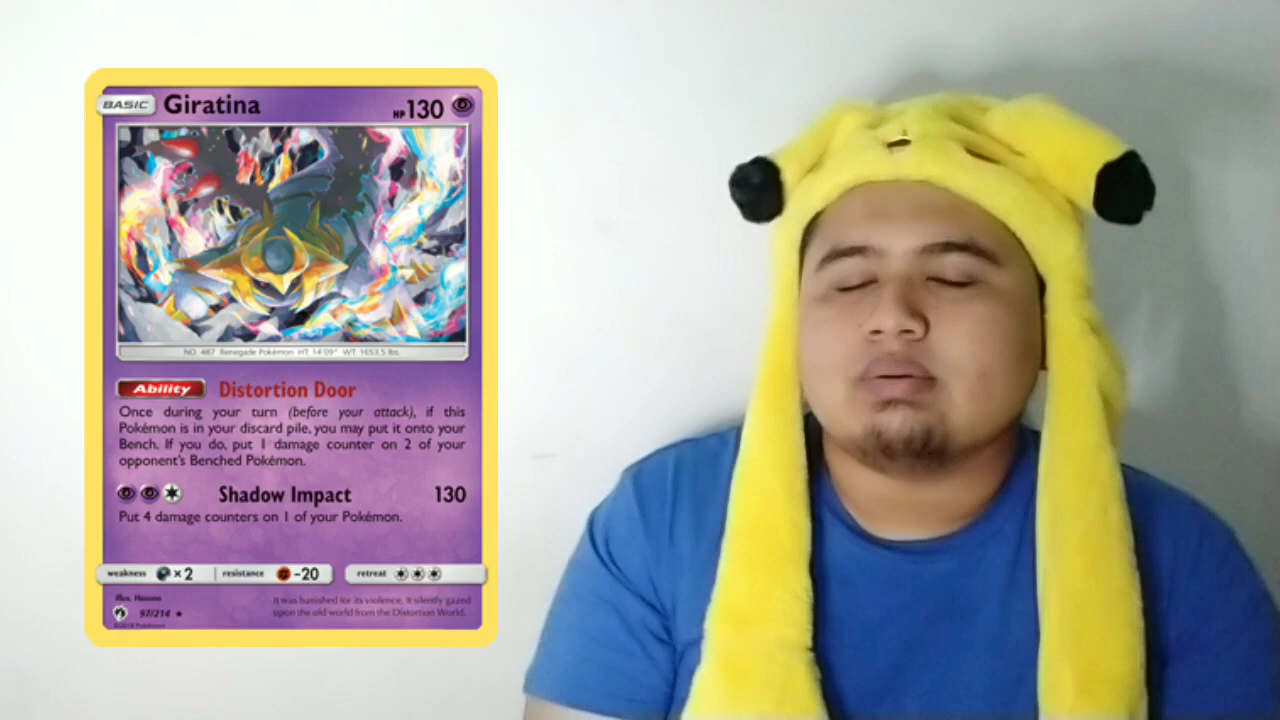 BASIC Giratina HP 130
NO. 487 Renegade Pokémon HT: 14'09" WT: 1653.5 lbs.
Ability Distortion Door
Once during your turn (before your attack), if this
Pokémon is in your discard pile, you may put it onto your
Bench. If you do, put 1 damage counter on 2 of your
opponent's Benched Pokémon.
Shadow Impact 130
Put 4 damage counters on 1 of your Pokémon.
weakness ×2 resistance -20 retreat
Illus. Hasuno
97/214 ★
©2019 Pokémon
It was banished for its violence. It silently gazed
upon the old world from the Distortion World.